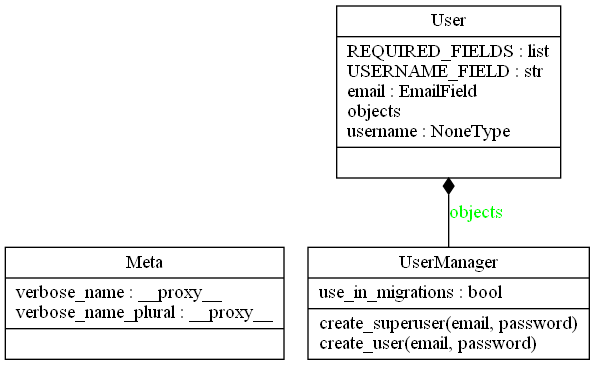 User
REQUIRED_FIELDS : list
USERNAME_FIELD : str
email : EmailField
objects
username : NoneType
objects
Meta
verbose_name : __proxy__
verbose_name_plural : __proxy__
UserManager
use_in_migrations : bool
create_superuser(email, password)
create_user(email, password)